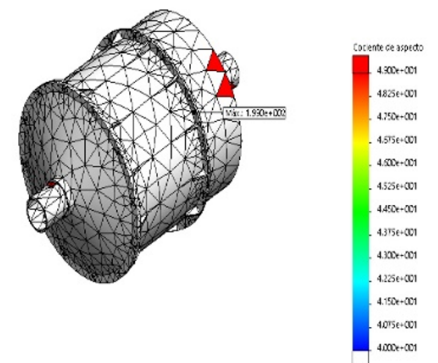 Cociente de aspecto
Máx.: 1.990e+002
4.900e+001
4.825e+001
4.750e+001
4.675e+001
4.600e+001
4.525e+001
4.450e+001
4.375e+001
4.300e+001
4.225e+001
4.150e+001
4.075e+001
4.000e+001